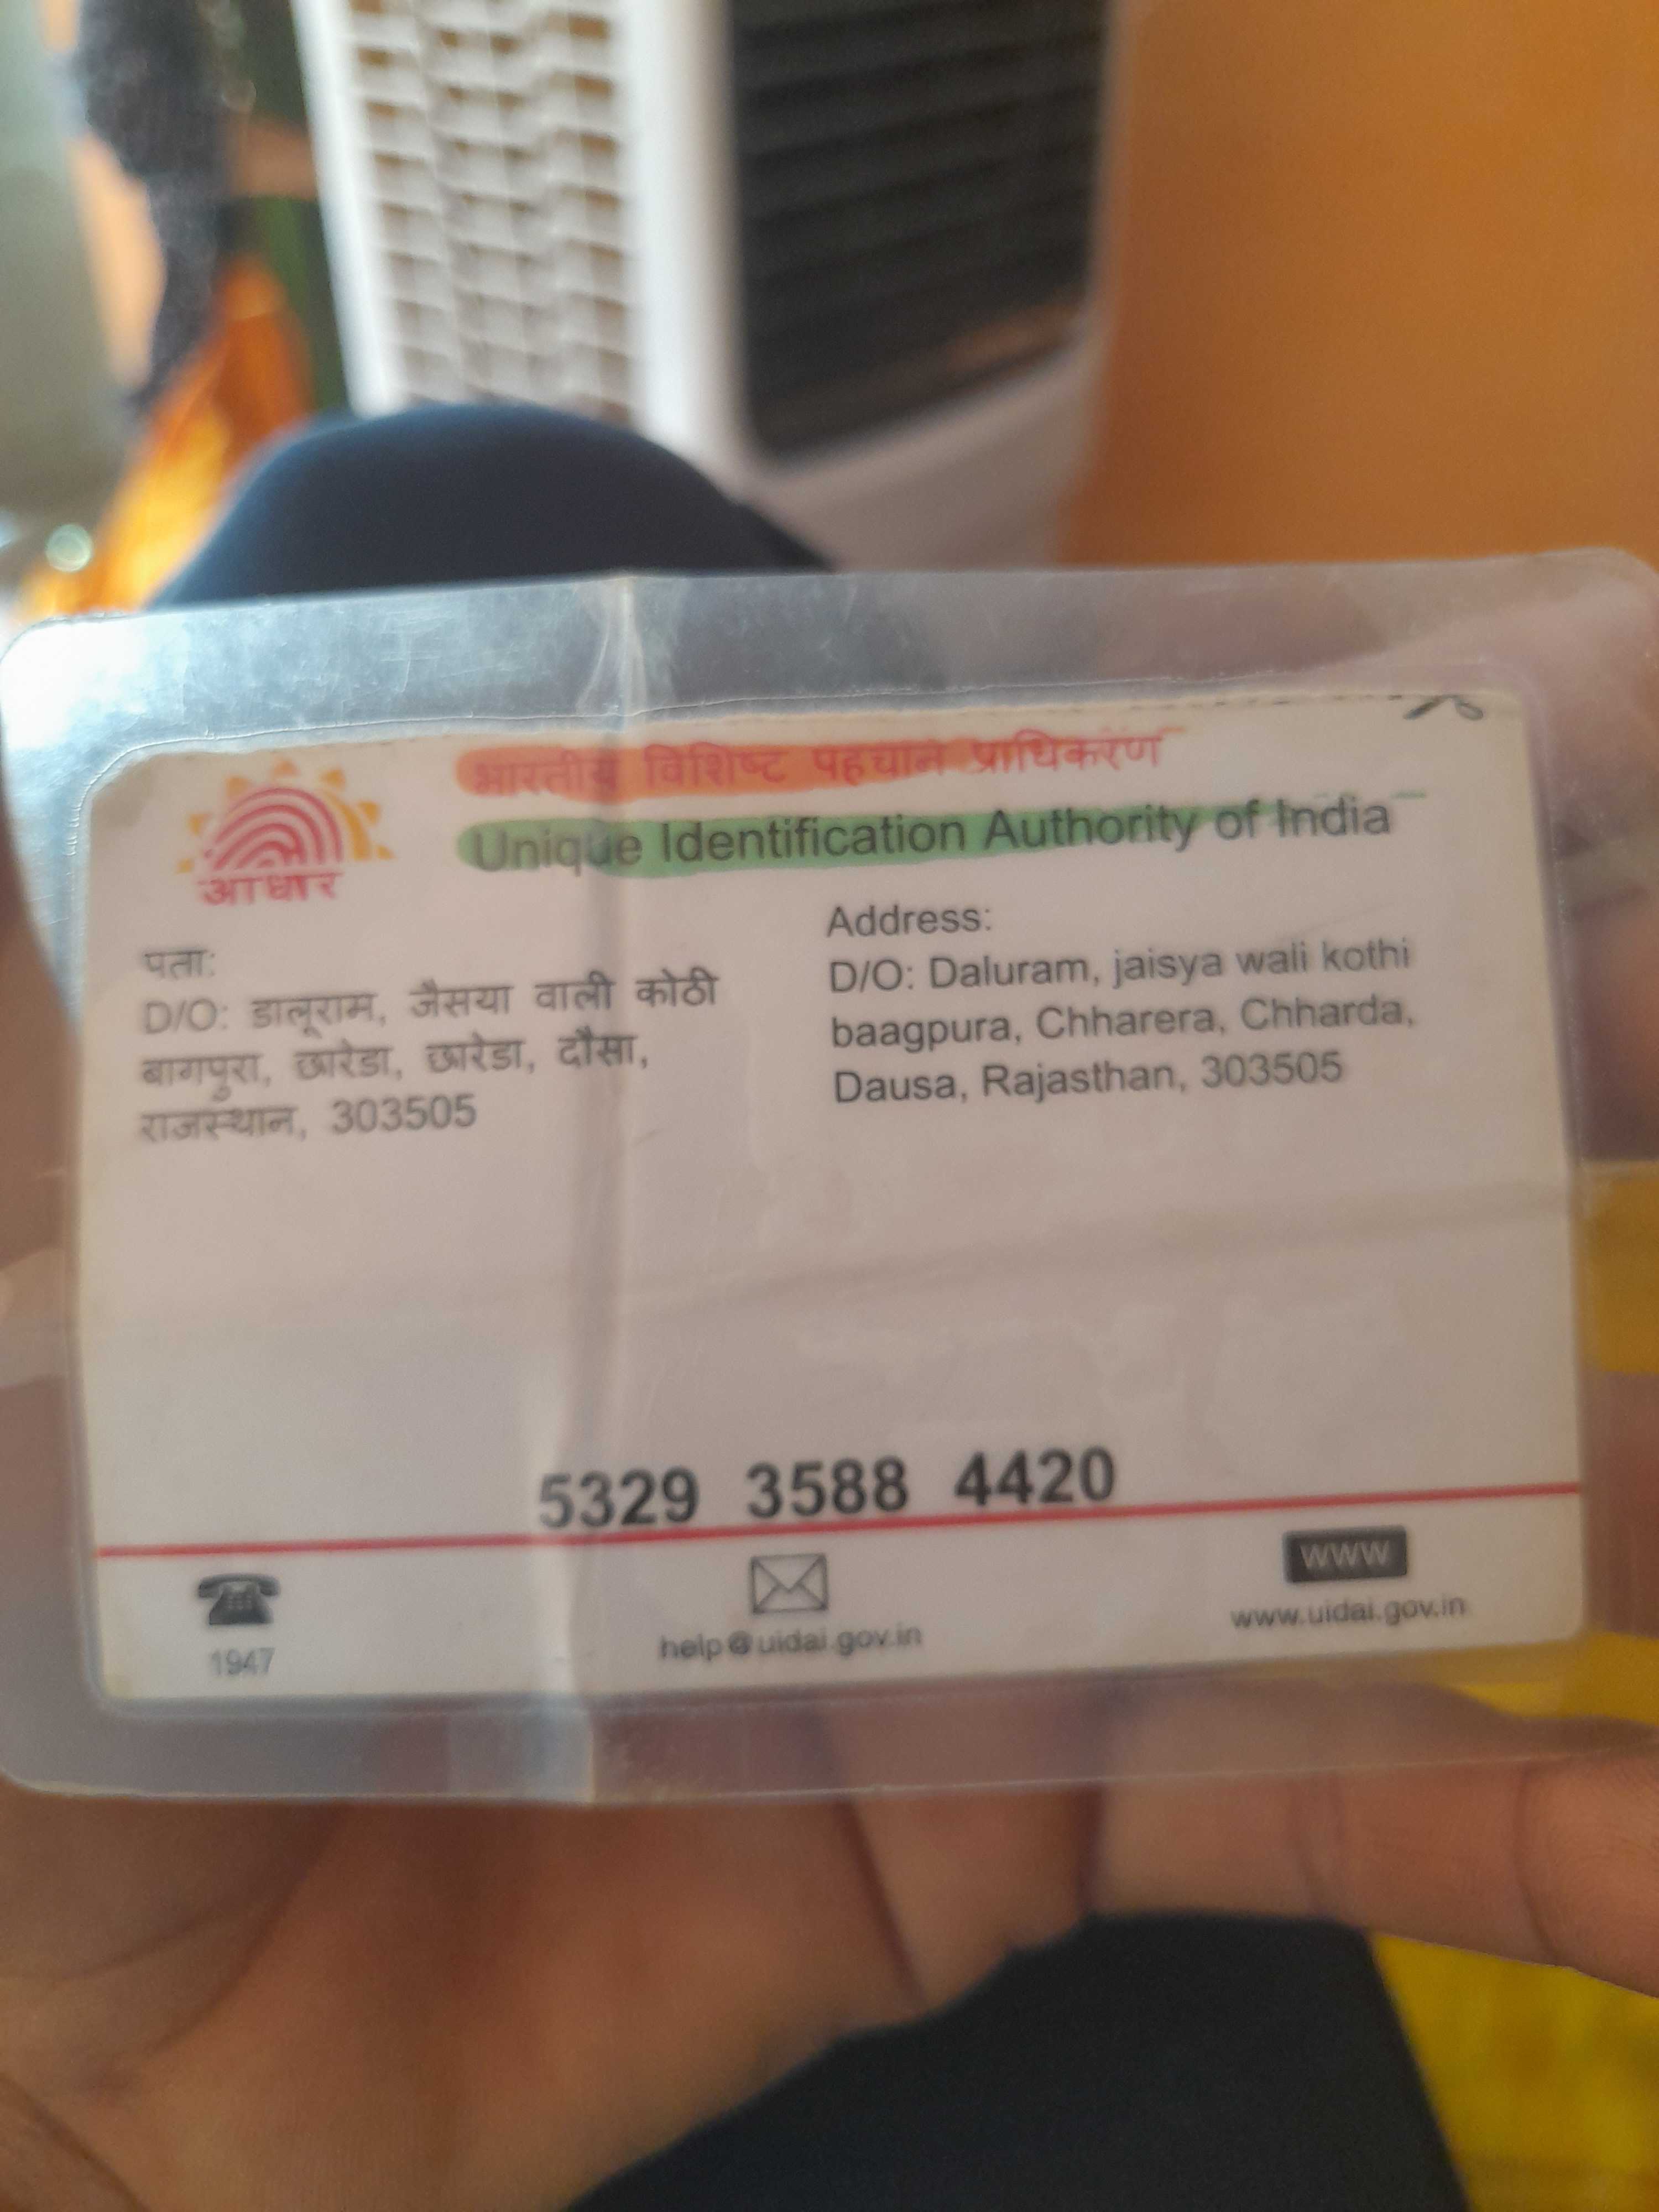 भारतीय विशिष्ट पहचान प्राधिकरण
Unique Identification Authority of India
आधार
पता:
D/O: डालूराम, जैसया वाली कोठी
बागपुरा, छारेडा, छारेडा, दौसा,
राजस्थान, 303505
Address:
D/O: Daluram, jaisya wali kothi
baagpura, Chharera, Chharda,
Dausa, Rajasthan, 303505
5329 3588 4420
1947
help@uidai.gov.in
WWW
www.uidai.gov.in